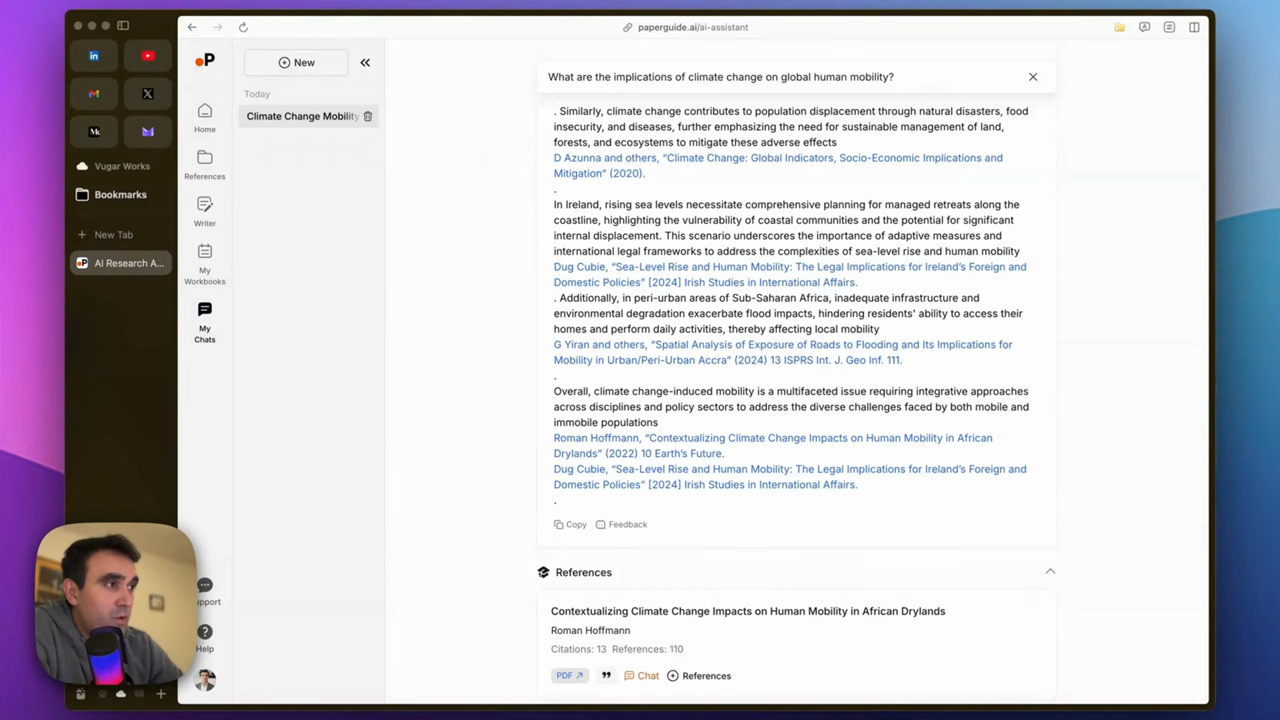 paperguide.ai/ai-assistant
in
X
Mk
Vugar Works
Bookmarks
New Tab
AI Research A...
P
Home
References
Writer
My
Workbooks
My
Chats
upport
Help
New
Today
Climate Change Mobility
What are the implications of climate change on global human mobility?
. Similarly, climate change contributes to population displacement through natural disasters, food
insecurity, and diseases, further emphasizing the need for sustainable management of land,
forests, and ecosystems to mitigate these adverse effects
D Azunna and others, “Climate Change: Global Indicators, Socio-Economic Implications and
Mitigation” (2020).
.
In Ireland, rising sea levels necessitate comprehensive planning for managed retreats along the
coastline, highlighting the vulnerability of coastal communities and the potential for significant
internal displacement. This scenario underscores the importance of adaptive measures and
international legal frameworks to address the complexities of sea-level rise and human mobility
Dug Cubie, “Sea-Level Rise and Human Mobility: The Legal Implications for Ireland’s Foreign and
Domestic Policies” [2024] Irish Studies in International Affairs.
. Additionally, in peri-urban areas of Sub-Saharan Africa, inadequate infrastructure and
environmental degradation exacerbate flood impacts, hindering residents' ability to access their
homes and perform daily activities, thereby affecting local mobility
G Yiran and others, “Spatial Analysis of Exposure of Roads to Flooding and Its Implications for
Mobility in Urban/Peri-Urban Accra” (2024) 13 ISPRS Int. J. Geo Inf. 111.
.
Overall, climate change-induced mobility is a multifaceted issue requiring integrative approaches
across disciplines and policy sectors to address the diverse challenges faced by both mobile and
immobile populations
Roman Hoffmann, “Contextualizing Climate Change Impacts on Human Mobility in African
Drylands” (2022) 10 Earth’s Future.
Dug Cubie, “Sea-Level Rise and Human Mobility: The Legal Implications for Ireland’s Foreign and
Domestic Policies” [2024] Irish Studies in International Affairs.
.
Copy Feedback
References
Contextualizing Climate Change Impacts on Human Mobility in African Drylands
Roman Hoffmann
Citations: 13 References: 110
PDF Chat References